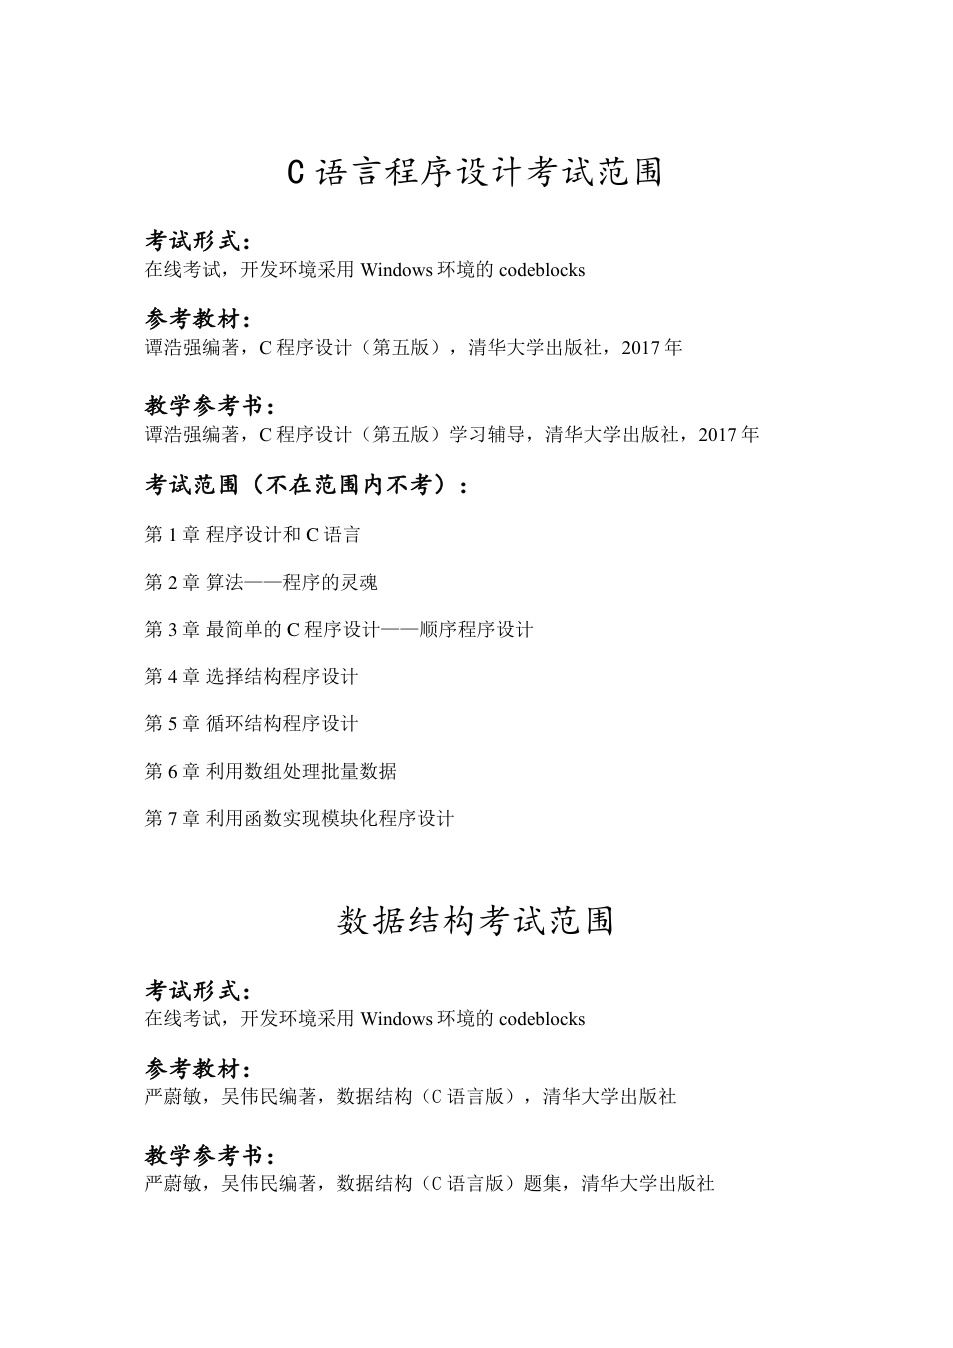 C 语言程序设计考试范围
考试形式：
在线考试，开发环境采用 Windows 环境的 codeblocks
参考教材：
谭浩强编著，C 程序设计（第五版），清华大学出版社，2017 年
教学参考书：
谭浩强编著，C 程序设计（第五版）学习辅导，清华大学出版社，2017 年
考试范围（不在范围内不考）：
第 1 章 程序设计和 C 语言
第 2 章 算法——程序的灵魂
第 3 章 最简单的 C 程序设计——顺序程序设计
第 4 章 选择结构程序设计
第 5 章 循环结构程序设计
第 6 章 利用数组处理批量数据
第 7 章 利用函数实现模块化程序设计
数据结构考试范围
考试形式：
在线考试，开发环境采用 Windows 环境的 codeblocks
参考教材：
严蔚敏，吴伟民编著，数据结构（C 语言版），清华大学出版社
教学参考书：
严蔚敏，吴伟民编著，数据结构（C 语言版）题集，清华大学出版社